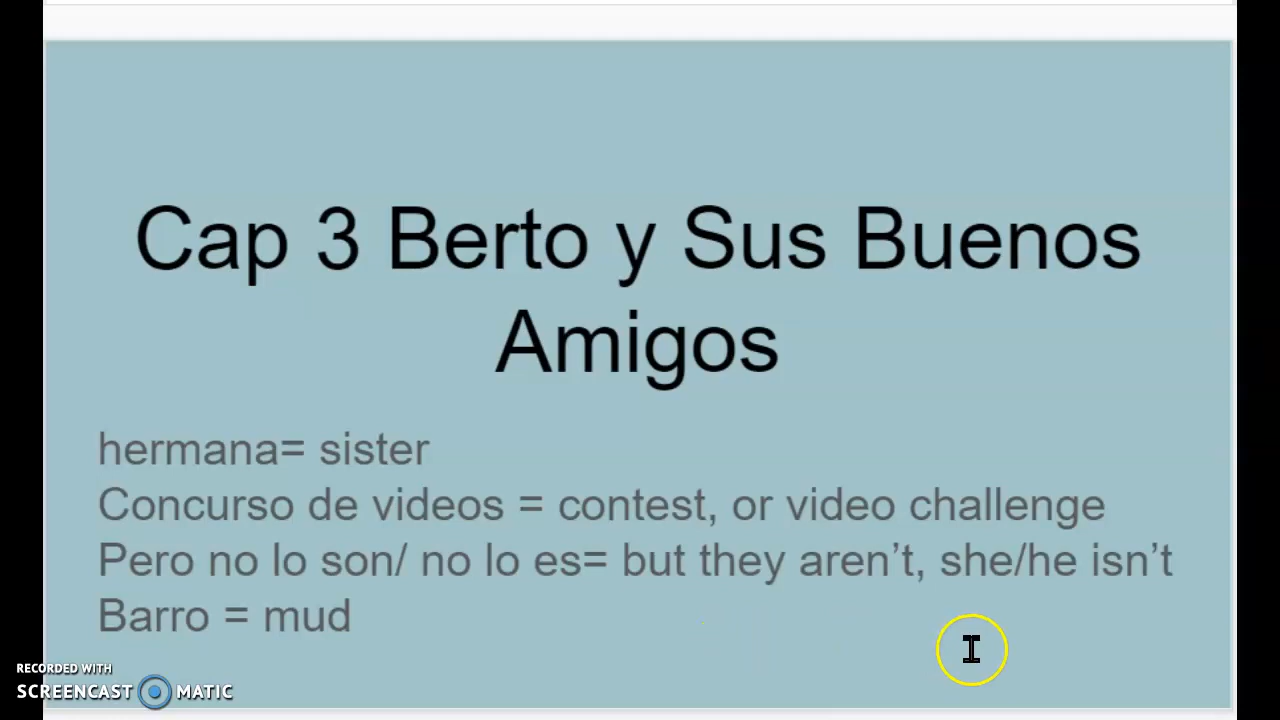 Cap 3 Berto y Sus Buenos
Amigos
hermana= sister
Concurso de videos = contest, or video challenge
Pero no lo son/ no lo es= but they aren’t, she/he isn’t
Barro = mud
RECORDED WITH
SCREENCAST MATIC